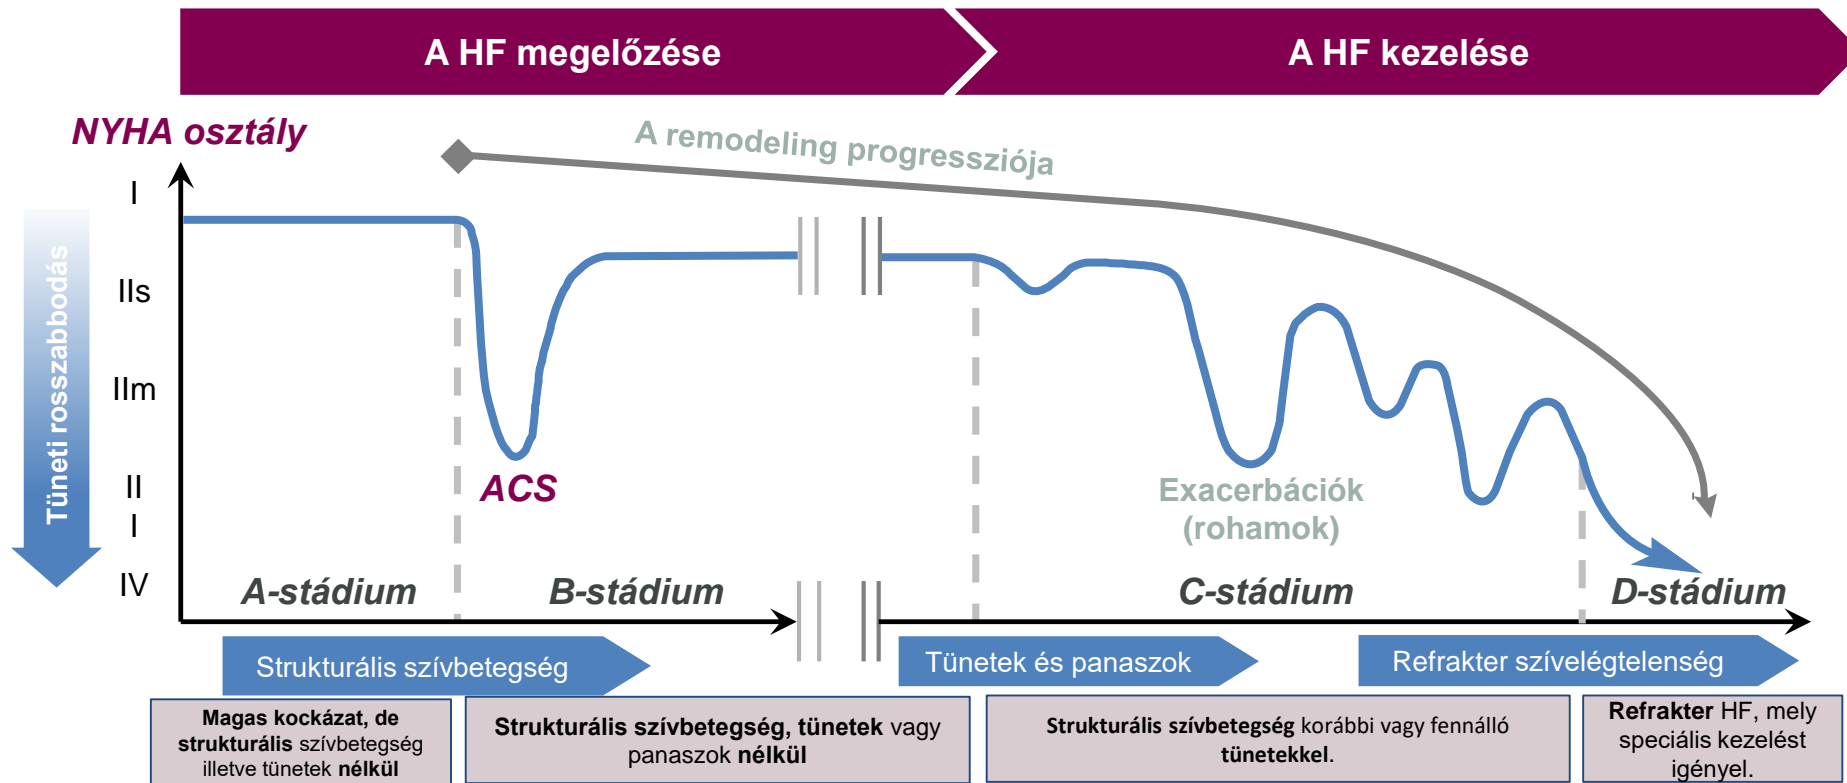 A HF megelőzése
A HF kezelése
NYHA osztály
A remodeling progressziója
Tüneti rosszabbodás
I
IIs
IIm
II
I
IV
ACS
Exacerbációk
(rohamok)
A-stádium
B-stádium
C-stádium
D-stádium
Strukturális szívbetegség
Tünetek és panaszok
Refrakter szívelégtelenség
Magas kockázat, de
strukturális szívbetegség
illetve tünetek nélkül
Strukturális szívbetegség, tünetek vagy
panaszok nélkül
Strukturális szívbetegség korábbi vagy fennálló
tünetekkel.
Refrakter HF, mely
speciális kezelést
igényel.